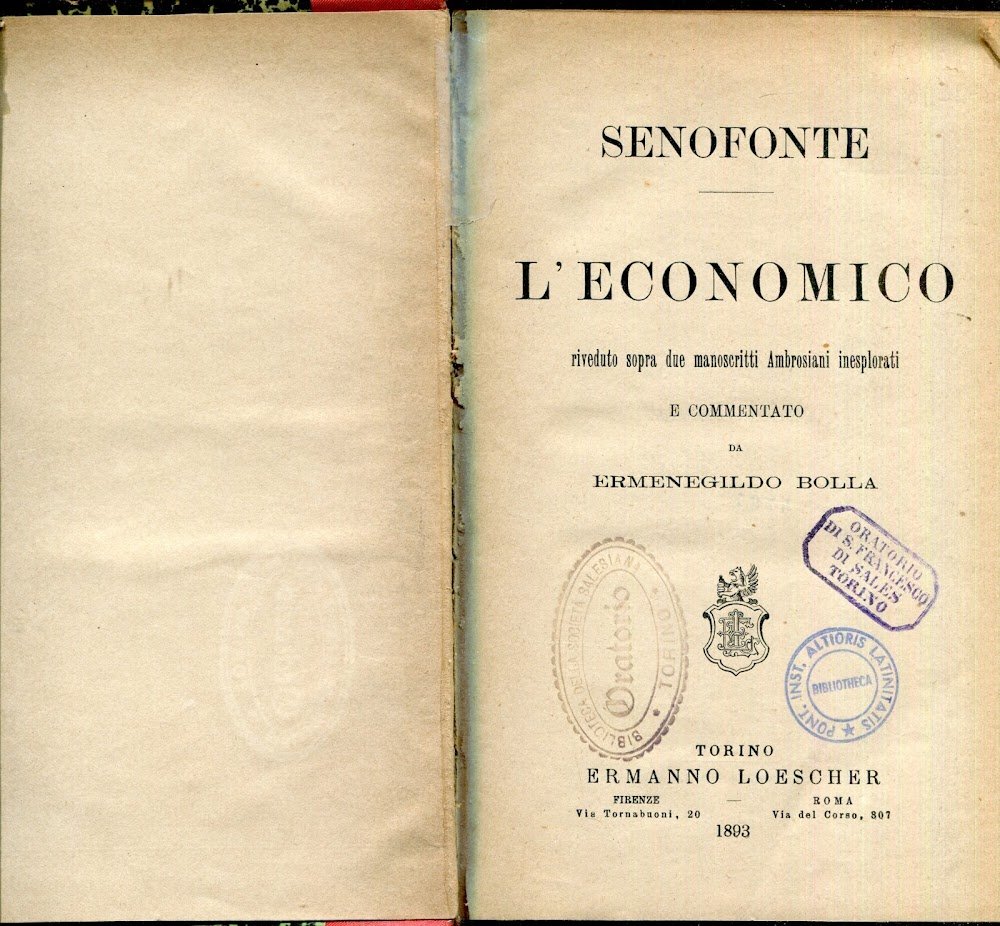 SENOFONTE
L'ECONOMICO
riveduto sopra due manoscritti Ambrosiani inesplorati
E COMMENTATO
DA
ERMENEGILDO BOLLA
ORATORIO
DI S. FRANCESCO
DI SALES
TORINO
BIBLIOTECA DELLA SOCIETÀ SALESIANA
Oratorio
* TORINO *
PONT. INST. ALTIORIS LATINITATIS
BIBLIOTHECA
TORINO
ERMANNO LOESCHER
FIRENZE — ROMA
Via Tornabuoni, 20 Via del Corso, 307
1893